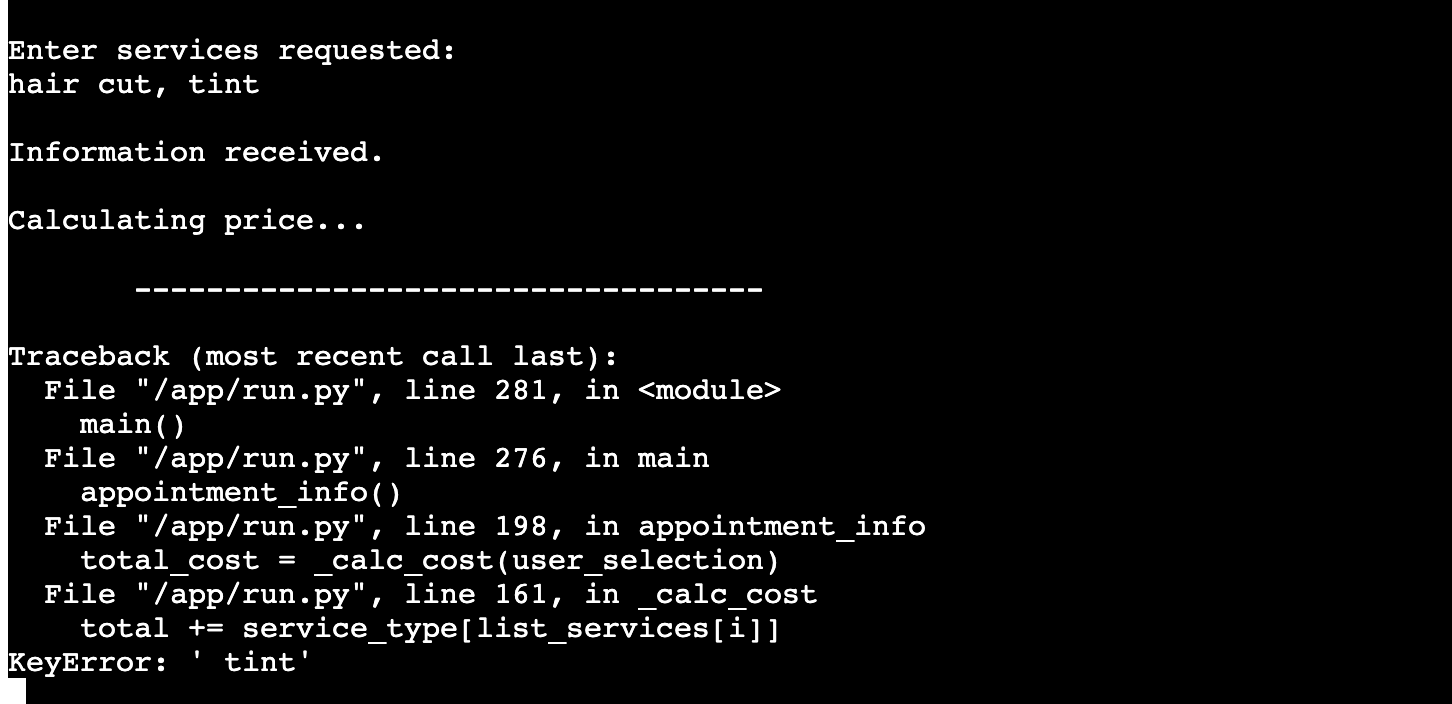 Enter services requested:
hair cut, tint
Information received.
Calculating price...
-----------------------------------
Traceback (most recent call last):
  File "/app/run.py", line 281, in <module>
    main()
  File "/app/run.py", line 276, in main
    appointment_info()
  File "/app/run.py", line 198, in appointment_info
    total_cost = _calc_cost(user_selection)
  File "/app/run.py", line 161, in _calc_cost
    total += service_type[list_services[i]]
KeyError: ' tint'